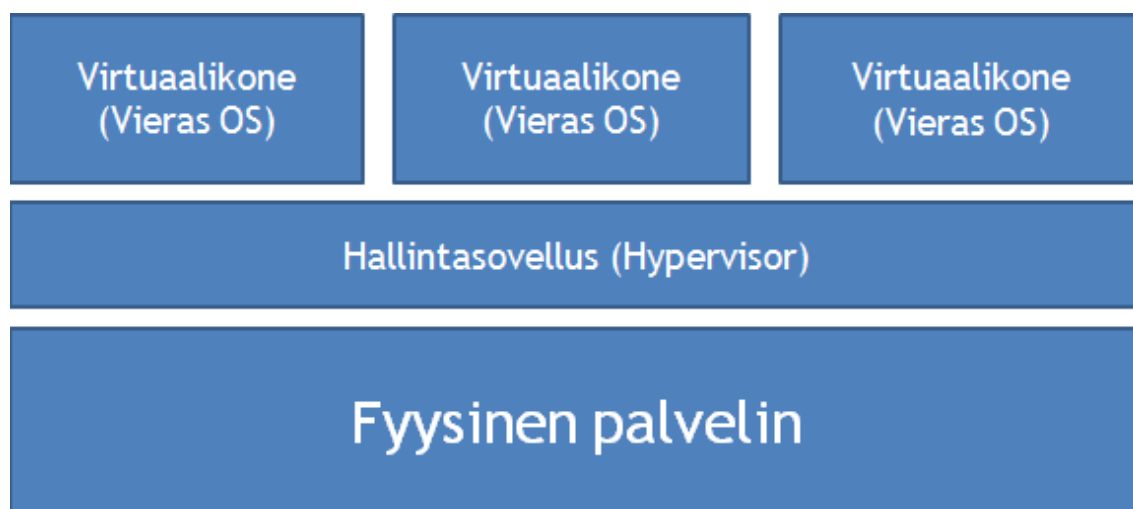 Virtuaalikone
(Vieras OS)
Virtuaalikone
(Vieras OS)
Virtuaalikone
(Vieras OS)
Hallintasovellus (Hypervisor)
Fyysinen palvelin